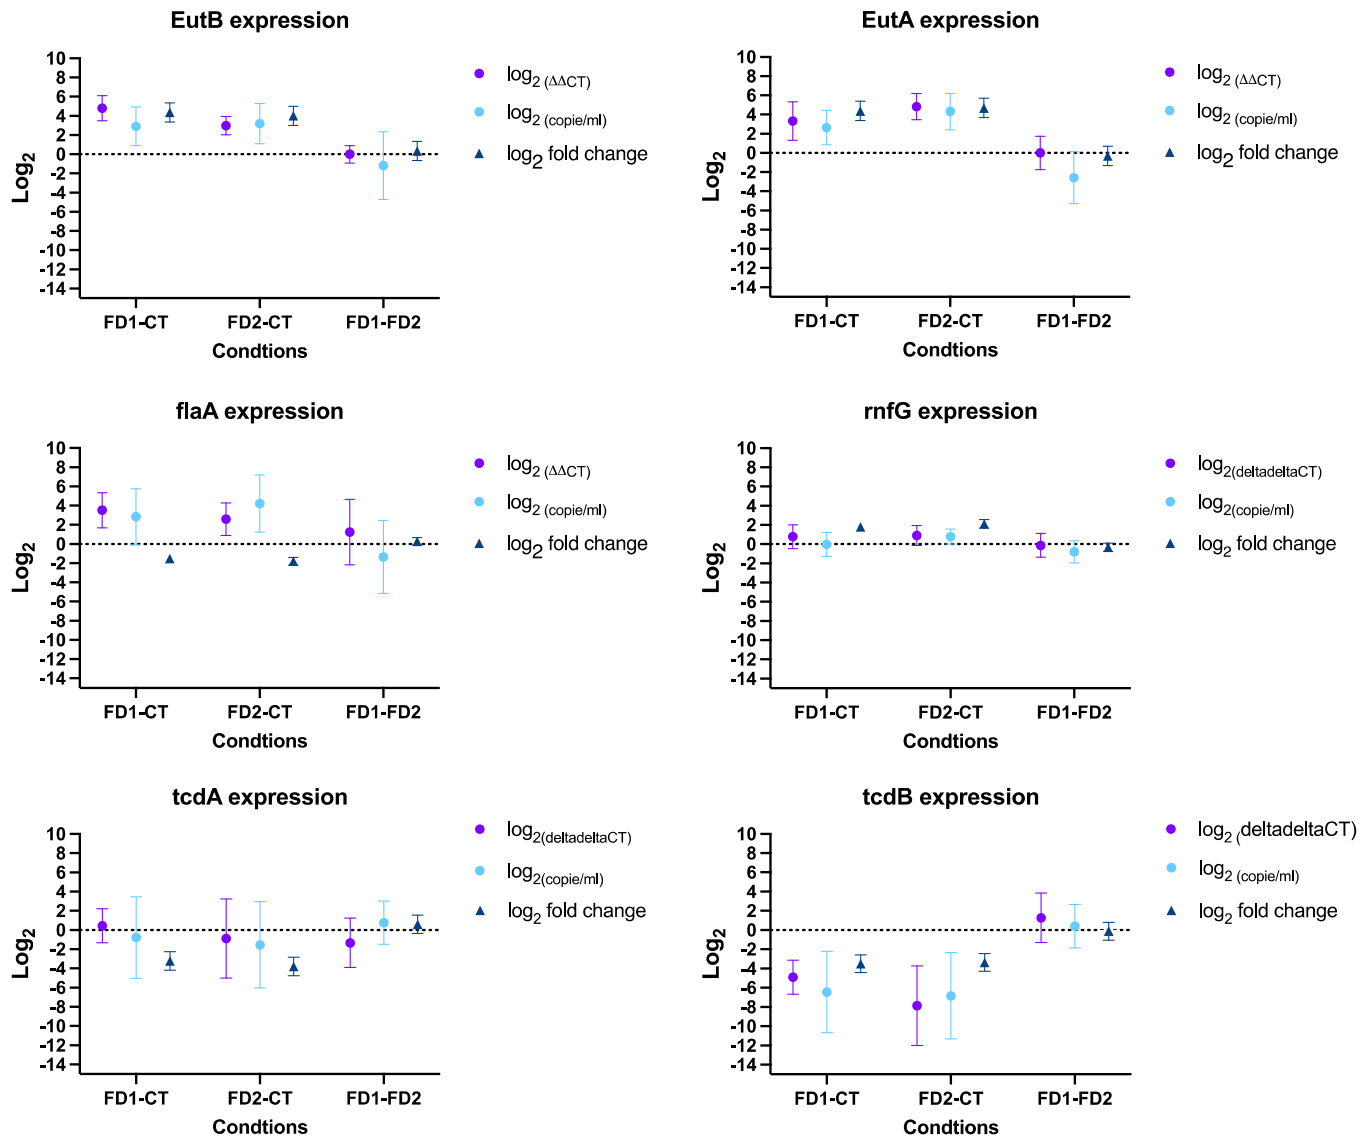 EutB expression
log2 (ΔΔCT)
log2 (copie/ml)
log2 fold change
Log2
10
8
6
4
2
0
-2
-4
-6
-8
-10
-12
-14
FD1-CT FD2-CT FD1-FD2
Condtions
EutA expression
log2 (ΔΔCT)
log2 (copie/ml)
log2 fold change
Log2
10
8
6
4
2
0
-2
-4
-6
-8
-10
-12
-14
FD1-CT FD2-CT FD1-FD2
Condtions
flaA expression
log2 (ΔΔCT)
log2 (copie/ml)
log2 fold change
Log2
10
8
6
4
2
0
-2
-4
-6
-8
-10
-12
-14
FD1-CT FD2-CT FD1-FD2
Condtions
rnfG expression
log2(deltadeltaCT)
log2(copie/ml)
log2 fold change
Log2
10
8
6
4
2
0
-2
-4
-6
-8
-10
-12
-14
FD1-CT FD2-CT FD1-FD2
Condtions
tcdA expression
log2(deltadeltaCT)
log2(copie/ml)
log2 fold change
Log2
10
8
6
4
2
0
-2
-4
-6
-8
-10
-12
-14
FD1-CT FD2-CT FD1-FD2
Condtions
tcdB expression
log2 (deltadeltaCT)
log2 (copie/ml)
log2 fold change
Log2
10
8
6
4
2
0
-2
-4
-6
-8
-10
-12
-14
FD1-CT FD2-CT FD1-FD2
Condtions